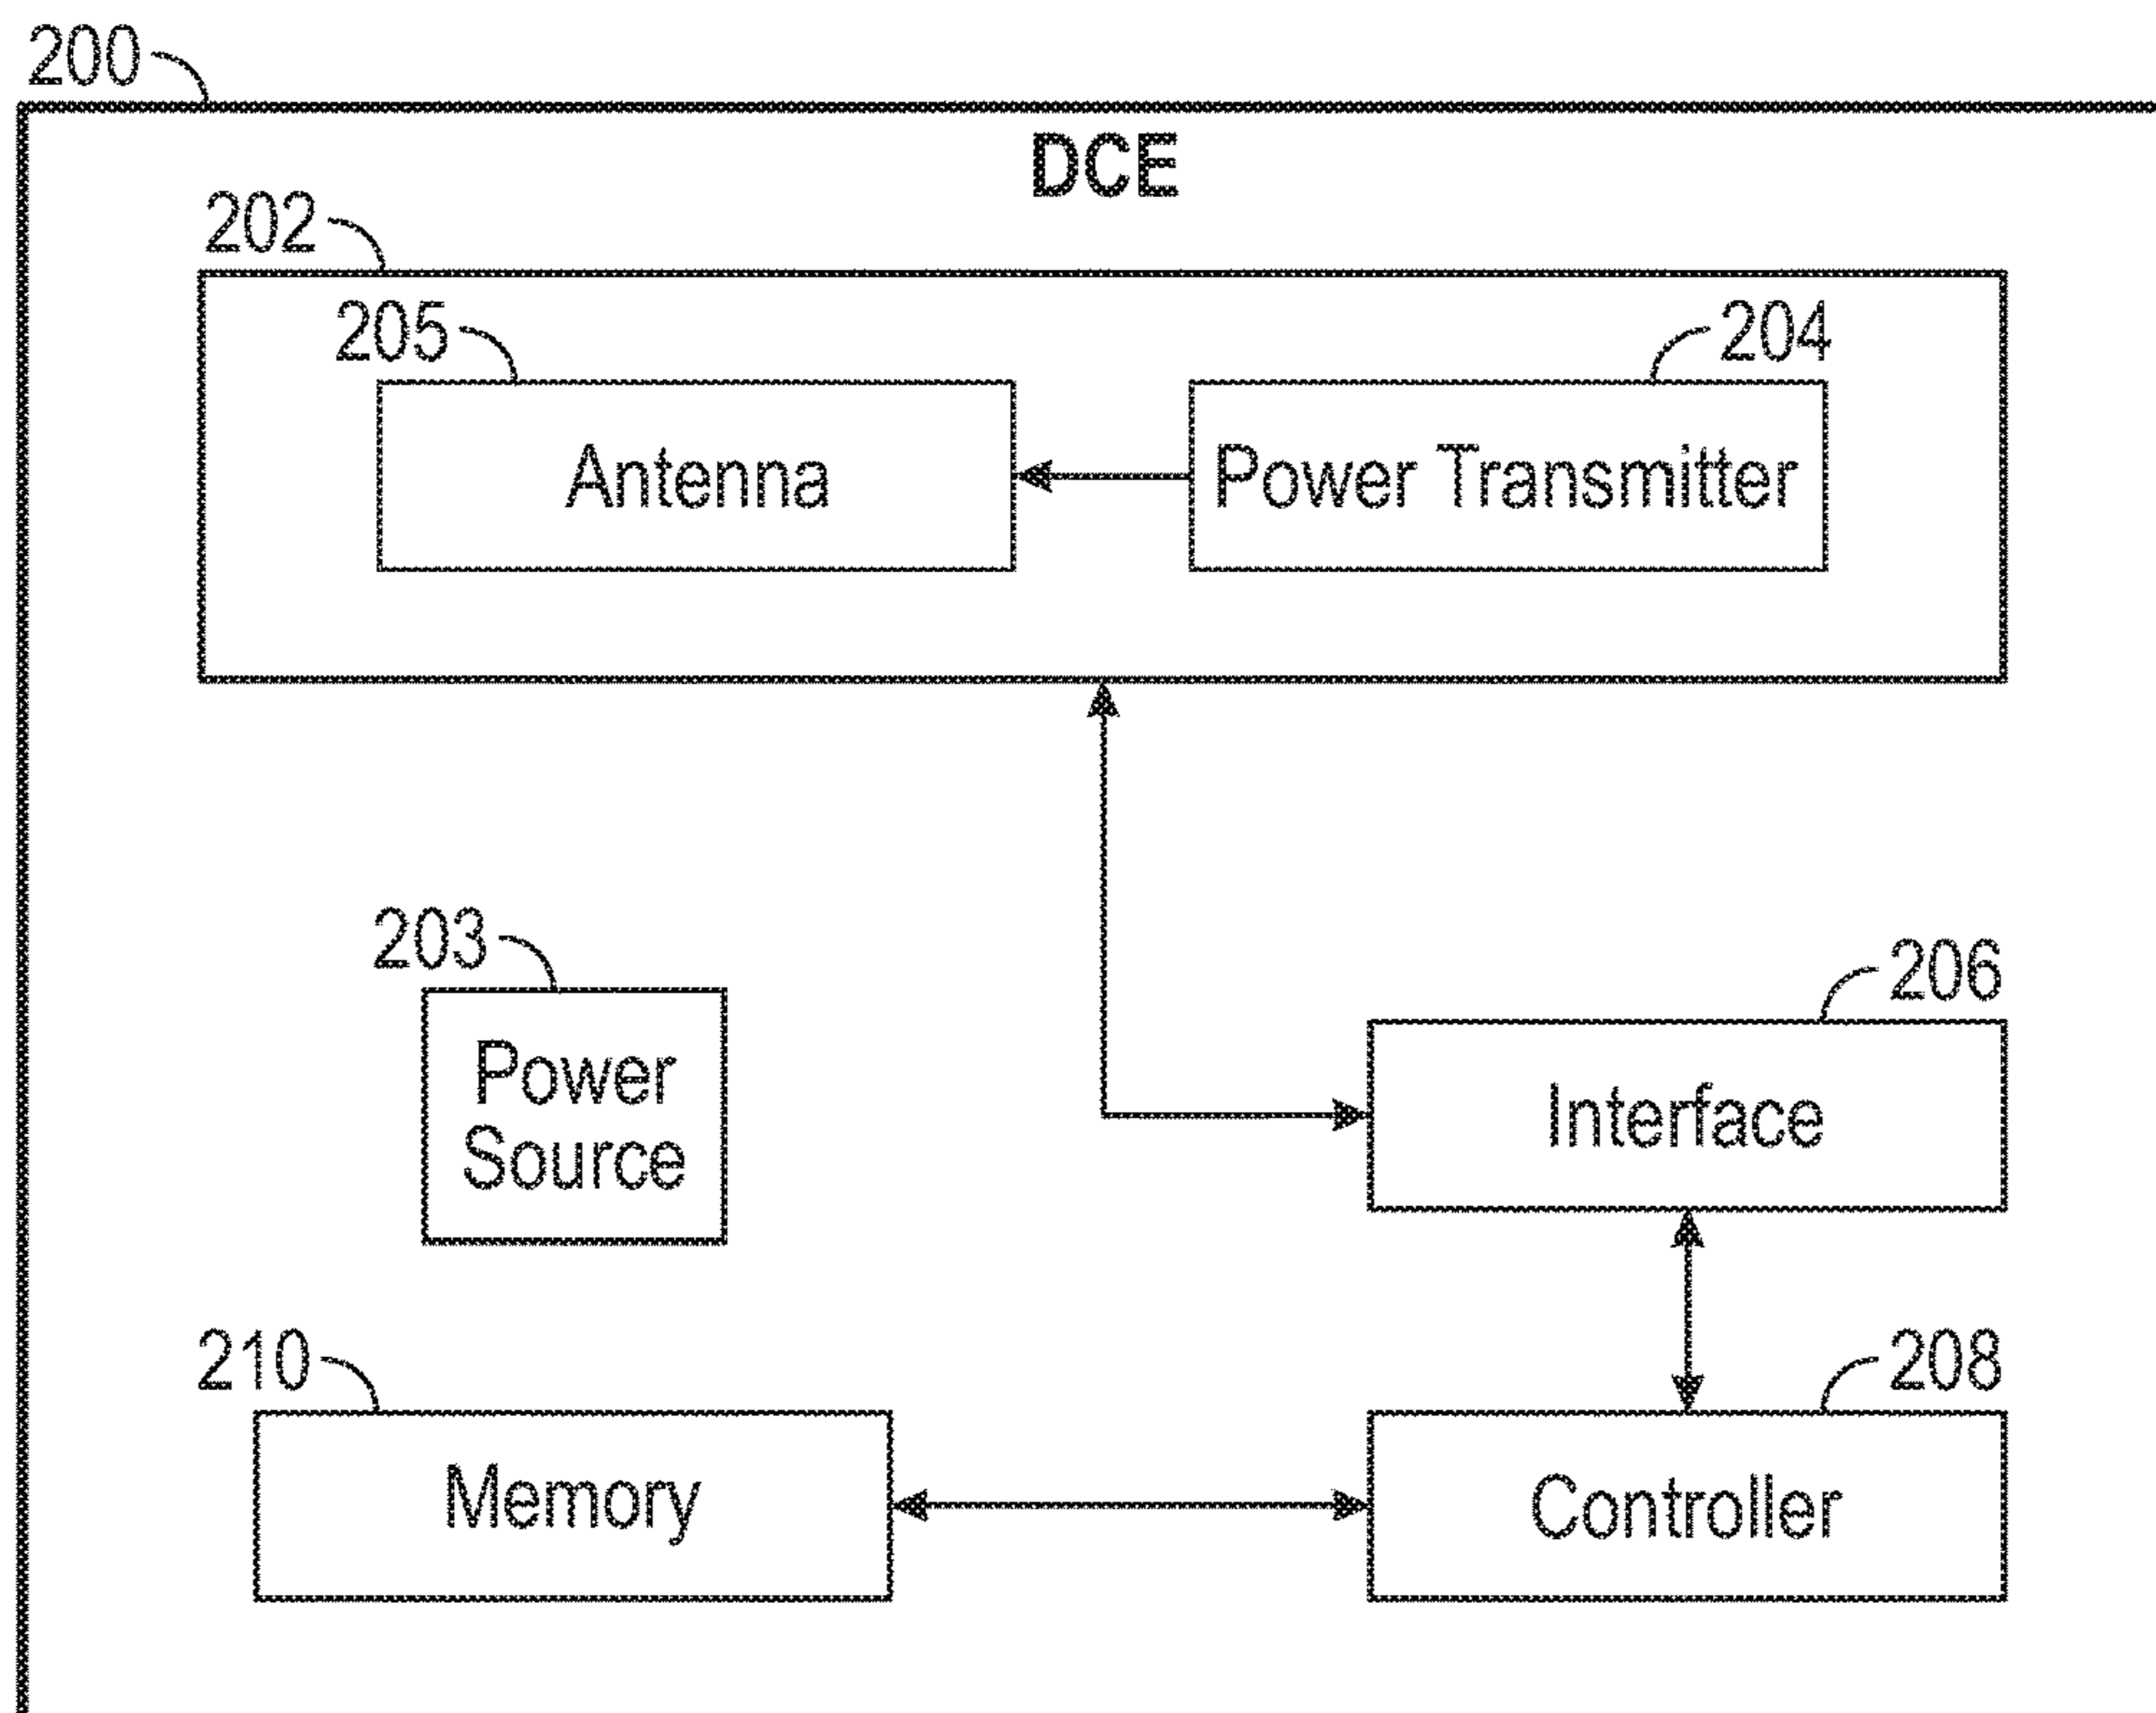 200
DCE
202
205
204
Antenna
Power Transmitter
203
206
Power
Source
Interface
210
208
Memory
Controller